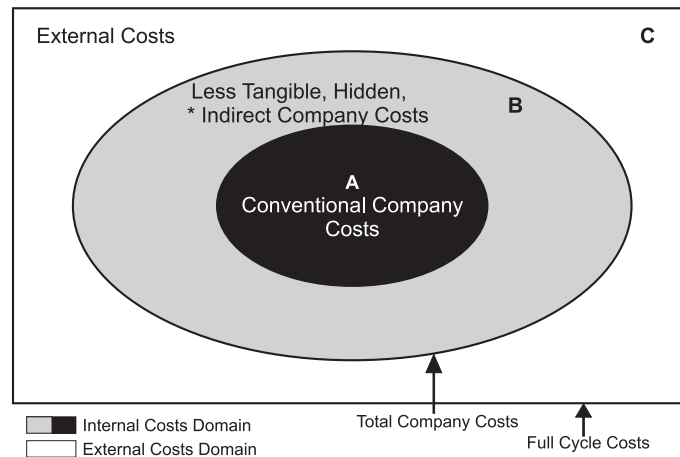 External Costs
C
Less Tangible, Hidden,
* Indirect Company Costs
B
A
Conventional Company
Costs
Total Company Costs
Internal Costs Domain
Full Cycle Costs
External Costs Domain